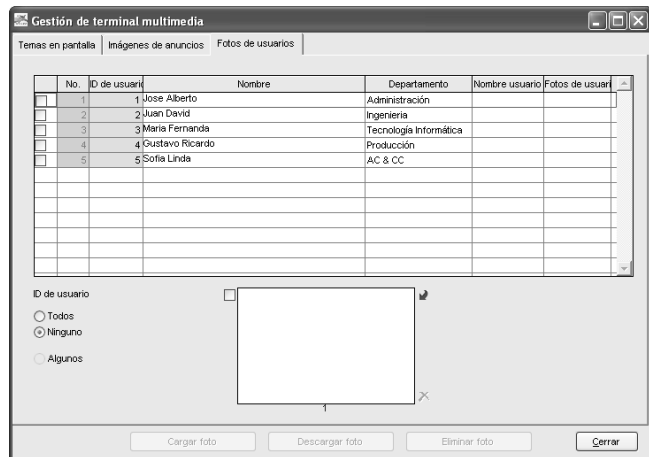 Gestión de terminal multimedia
Temas en pantalla Imágenes de anuncios Fotos de usuarios
No. ID de usuario Nombre Departamento Nombre usuario Fotos de usuari
1 1 Jose Alberto Administración
2 2 Juan David Ingenieria
3 3 Maria Fernanda Tecnología Informática
4 4 Gustavo Ricardo Producción
5 5 Sofia Linda AC & CC
ID de usuario
Todos
Ninguno
Algunos
1
Cargar foto Descargar foto Eliminar foto Cerrar